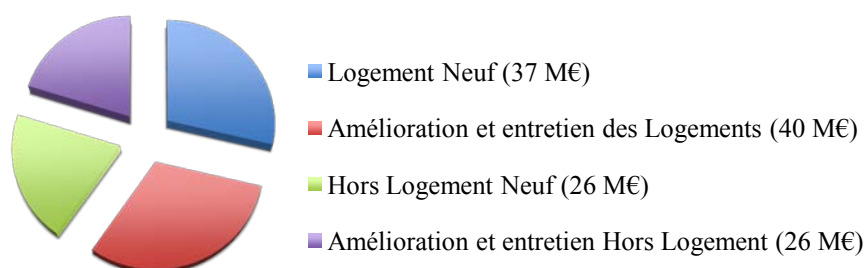 Logement Neuf (37 M€)
Amélioration et entretien des Logements (40 M€)
Hors Logement Neuf (26 M€)
Amélioration et entretien Hors Logement (26 M€)